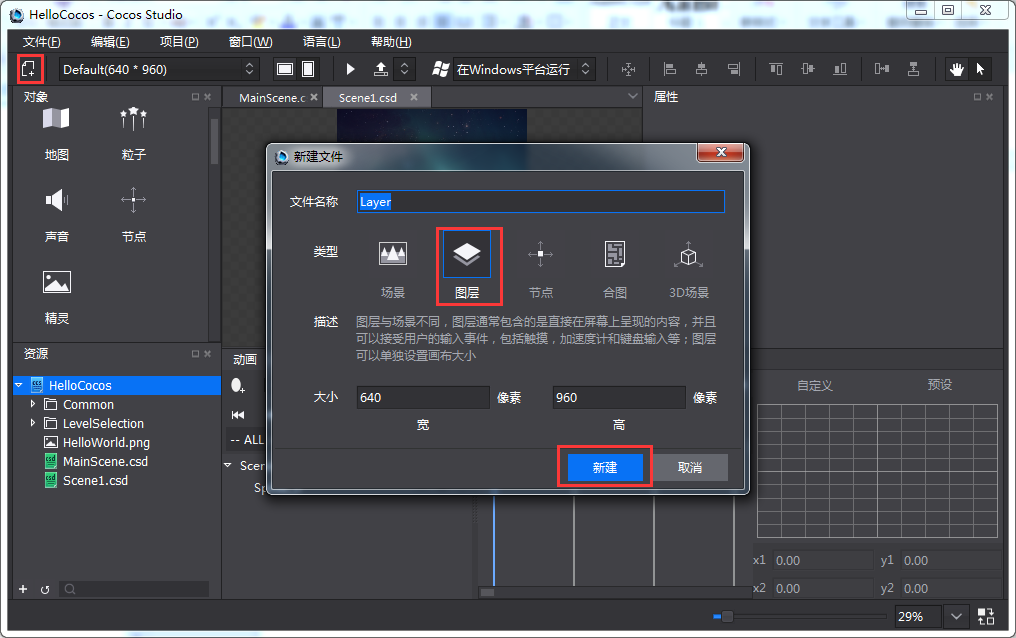 HelloCocos - Cocos Studio
文件(F) 编辑(E) 项目(P) 窗口(W) 语言(L) 帮助(H)
Default(640 * 960) 在Windows平台运行
对象
MainScene.c Scene1.csd
属性
地图 粒子
声音 节点
精灵
新建文件
文件名称 Layer
类型
场景 图层 节点 合图 3D场景
描述 图层与场景不同，图层通常包含的是直接在屏幕上呈现的内容，并且
可以接受用户的输入事件，包括触摸，加速度计和键盘输入等；图层
可以单独设置画布大小
大小 640 像素 960 像素
宽 高
新建 取消
资源
HelloCocos
Common
LevelSelection
HelloWorld.png
MainScene.csd
Scene1.csd
动画
-- ALL
Scen
Sp
自定义 预设
x1 0.00 y1 0.00
x2 0.00 y2 0.00
29%